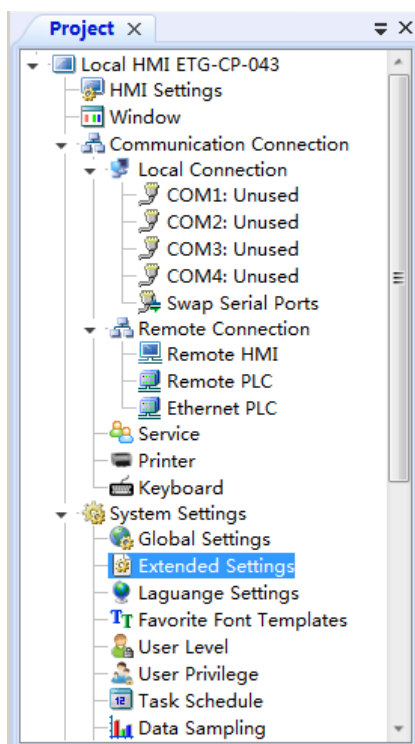 Project
Local HMI ETG-CP-043
HMI Settings
Window
Communication Connection
Local Connection
COM1: Unused
COM2: Unused
COM3: Unused
COM4: Unused
Swap Serial Ports
Remote Connection
Remote HMI
Remote PLC
Ethernet PLC
Service
Printer
Keyboard
System Settings
Global Settings
Extended Settings
Laguange Settings
Favorite Font Templates
User Level
User Privilege
Task Schedule
Data Sampling